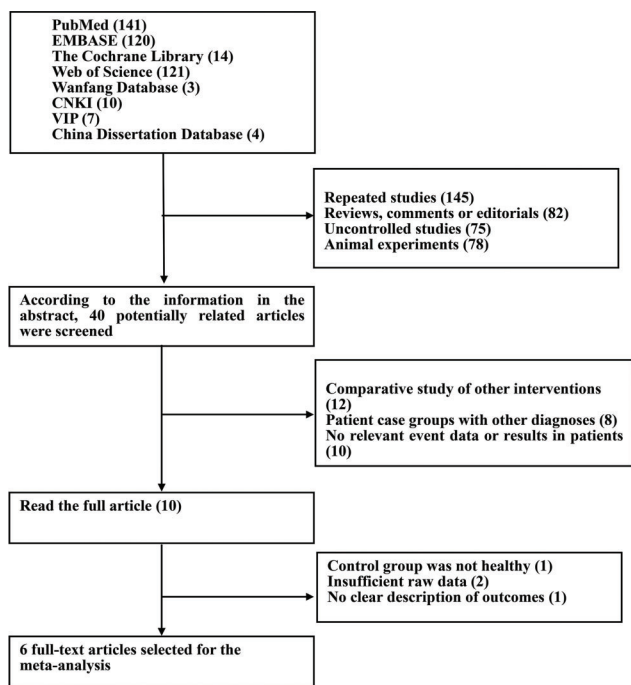 PubMed (141)
EMBASE (120)
The Cochrane Library (14)
Web of Science (121)
Wanfang Database (3)
CNKI (10)
VIP (7)
China Dissertation Database (4)
Repeated studies (145)
Reviews, comments or editorials (82)
Uncontrolled studies (75)
Animal experiments (78)
According to the information in the
abstract, 40 potentially related articles
were screened
Comparative study of other interventions
(12)
Patient case groups with other diagnoses (8)
No relevant event data or results in patients
(10)
Read the full article (10)
Control group was not healthy (1)
Insufficient raw data (2)
No clear description of outcomes (1)
6 full-text articles selected for the
meta-analysis